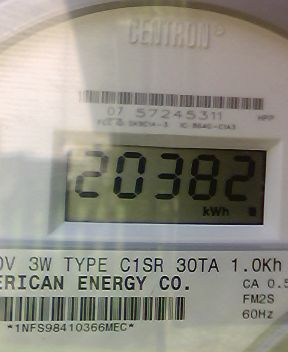 CENTRON®
07 57245311
HPP
20382
kWh
0V 3W TYPE C1SR 30TA 1.0Kh
ERICAN ENERGY CO.
CA 0.5
FM2S
60Hz
*1NFS98410366MEC*